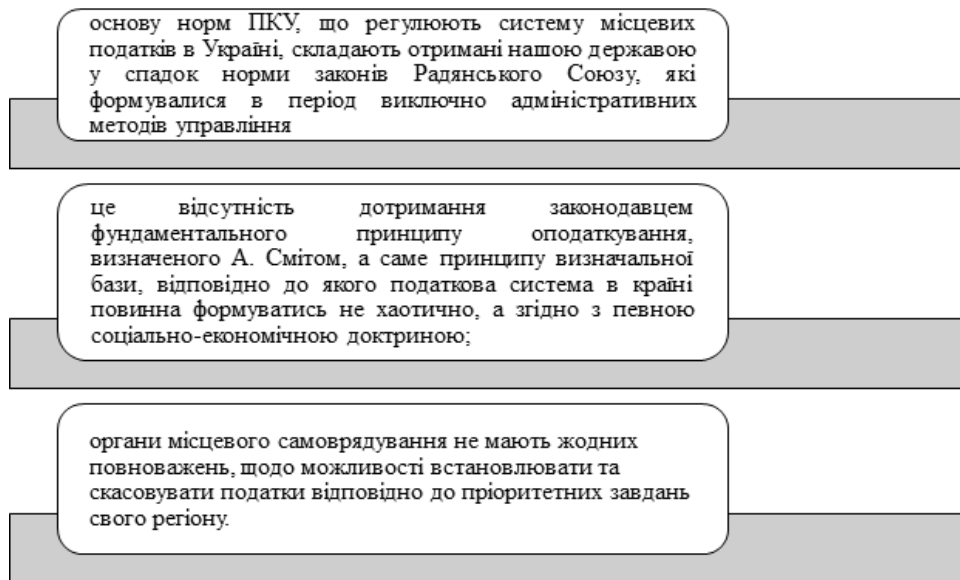 основу норм ПКУ, що регулюють систему місцевих
податків в Україні, складають отримані нашою державою
у спадок норми законів Радянського Союзу, які
формувалися в період виключно адміністративних
методів управління
це відсутність дотримання законодавцем
фундаментального принципу оподаткування,
визначеного А. Смітом, а саме принципу визначальної
бази, відповідно до якого податкова система в країні
повинна формуватись не хаотично, а згідно з певною
соціально-економічною доктриною;
органи місцевого самоврядування не мають жодних
повноважень, щодо можливості встановлювати та
скасовувати податки відповідно до пріоритетних завдань
свого регіону.